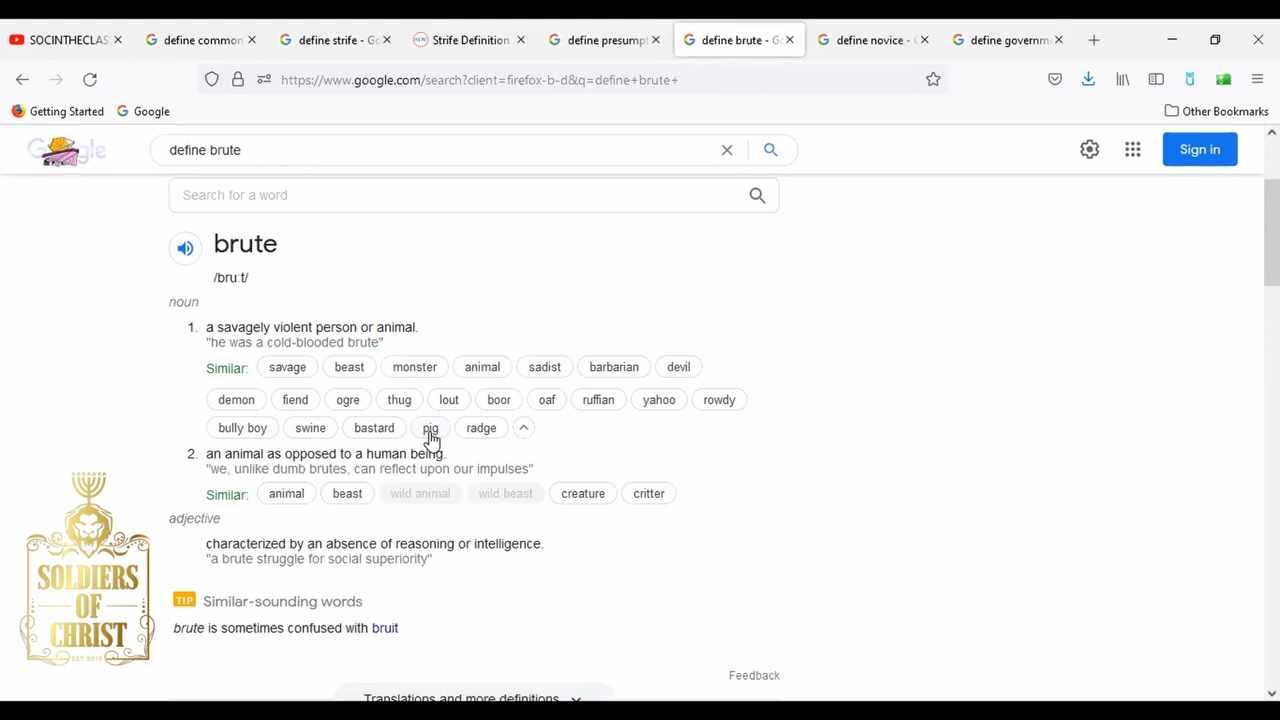 SOCINTHECLAS
define common
define strife - Go
NEW
Strife Definition
define presumpt
define brute - Go
define novice - G
define governm
https://www.google.com/search?client=firefox-b-d&q=define+brute+
Getting Started
Google
Other Bookmarks
define brute
Sign in
Search for a word
brute
/bruːt/
noun
1. a savagely violent person or animal.
"he was a cold-blooded brute"
Similar: savage beast monster animal sadist barbarian devil
demon fiend ogre thug lout boor oaf ruffian yahoo rowdy
bully boy swine bastard pig radge
2. an animal as opposed to a human being.
"we, unlike dumb brutes, can reflect upon our impulses"
Similar: animal beast wild animal wild beast creature critter
adjective
characterized by an absence of reasoning or intelligence.
"a brute struggle for social superiority"
TIP Similar-sounding words
brute is sometimes confused with bruit
Feedback
Translations and more definitions
SOLDIERS
OF
CHRIST
EST 2015